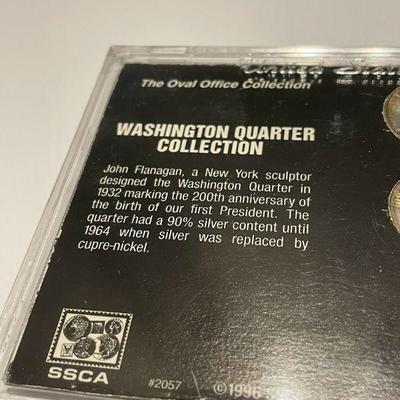 The Oval Office Collection
WASHINGTON QUARTER
COLLECTION
John Flanagan, a New York sculptor
designed the Washington Quarter in
1932 marking the 200th anniversary of
the birth of our first President. The
quarter had a 90% silver content until
1964 when silver was replaced by
cupre-nickel.
SSCA
#2057 ©1996